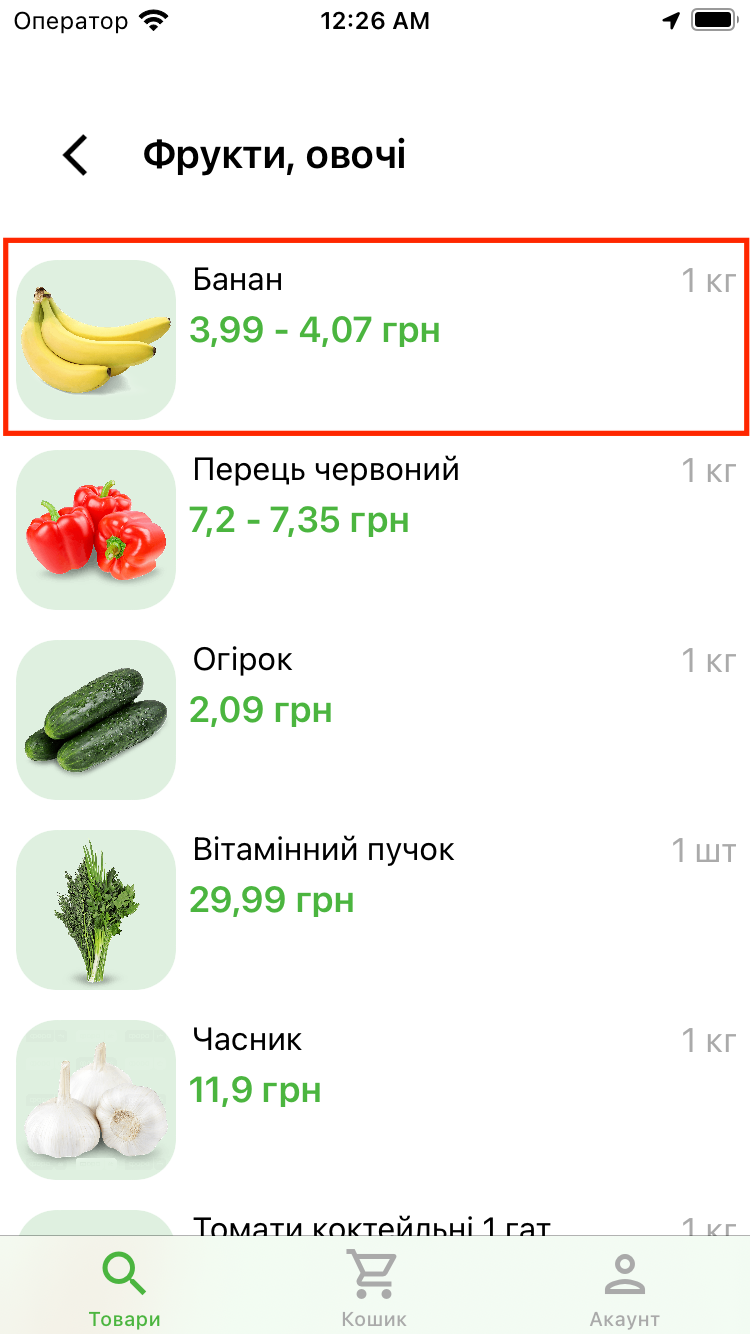 Оператор 12:26 AM
Фрукти, овочі
Банан 1 кг
3,99 - 4,07 грн
Перець червоний 1 кг
7,2 - 7,35 грн
Огірок 1 кг
2,09 грн
Вітамінний пучок 1 шт
29,99 грн
Часник 1 кг
11,9 грн
Томати коктейльні 1 гат 1 кг
Товари Кошик Акаунт